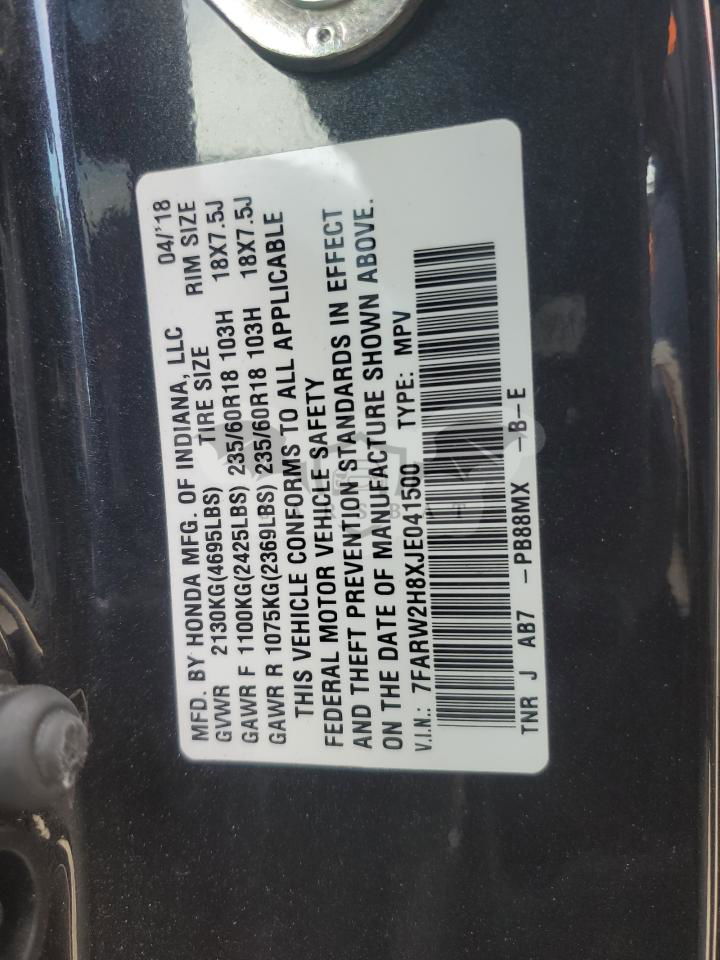 MFD. BY HONDA MFG. OF INDIANA, LLC 04/'18
GVWR 2130KG(4695LBS) TIRE SIZE RIM SIZE
GAWR F 1100KG(2425LBS) 235/60R18 103H 18X7.5J
GAWR R 1075KG(2369LBS) 235/60R18 103H 18X7.5J
THIS VEHICLE CONFORMS TO ALL APPLICABLE
FEDERAL MOTOR VEHICLE SAFETY
AND THEFT PREVENTION STANDARDS IN EFFECT
ON THE DATE OF MANUFACTURE SHOWN ABOVE.
V.I.N.: 7FARW2H8XJE041500 TYPE: MPV
TNR J AB7 -PB88MX -B-E